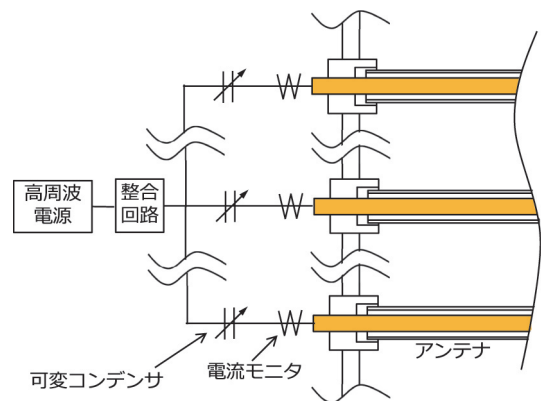 高周波
電源
整合
回路
可変コンデンサ
電流モニタ
アンテナ